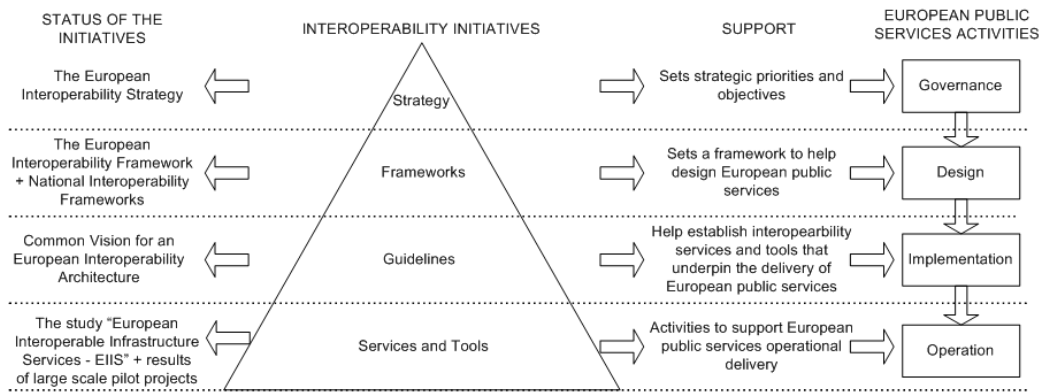 STATUS OF THE
INITIATIVES
INTEROPERABILITY INITIATIVES
SUPPORT
EUROPEAN PUBLIC
SERVICES ACTIVITIES
The European
Interoperability Strategy
Strategy
Sets strategic priorities and
objectives
Governance
The European
Interoperability Framework
+ National Interoperability
Frameworks
Frameworks
Sets a framework to help
design European public
services
Design
Common Vision for an
European Interoperability
Architecture
Guidelines
Help establish interopearbility
services and tools that
underpin the delivery of
European public services
Implementation
The study “European
Interoperable Infrastructure
Services - EIIS” + results
of large scale pilot projects
Services and Tools
Activities to support European
public services operational
delivery
Operation